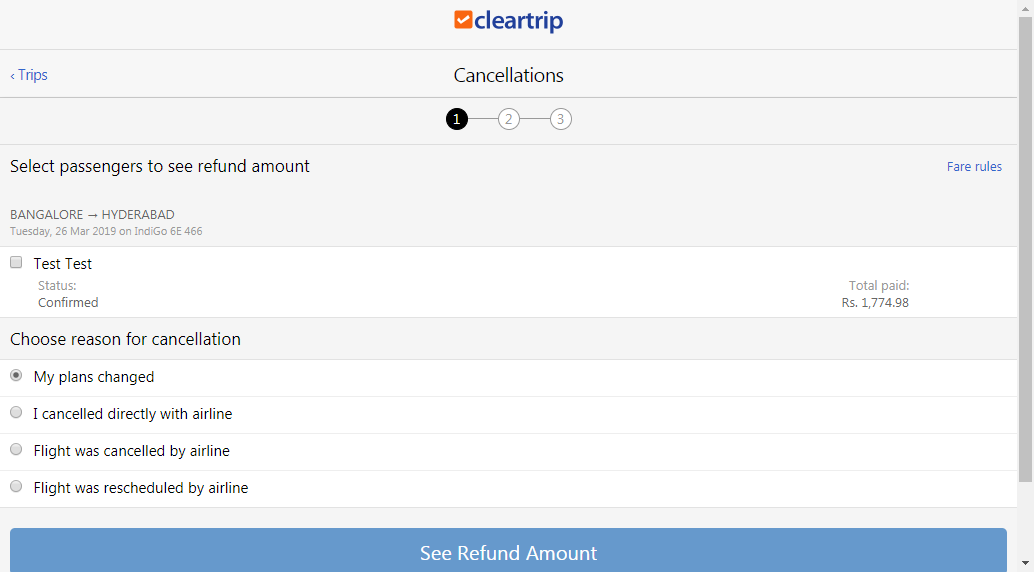 cleartrip
‹ Trips
Cancellations
1 2 3
Select passengers to see refund amount
Fare rules
BANGALORE → HYDERABAD
Tuesday, 26 Mar 2019 on IndiGo 6E 466
Test Test
Status: Total paid:
Confirmed Rs. 1,774.98
Choose reason for cancellation
My plans changed
I cancelled directly with airline
Flight was cancelled by airline
Flight was rescheduled by airline
See Refund Amount